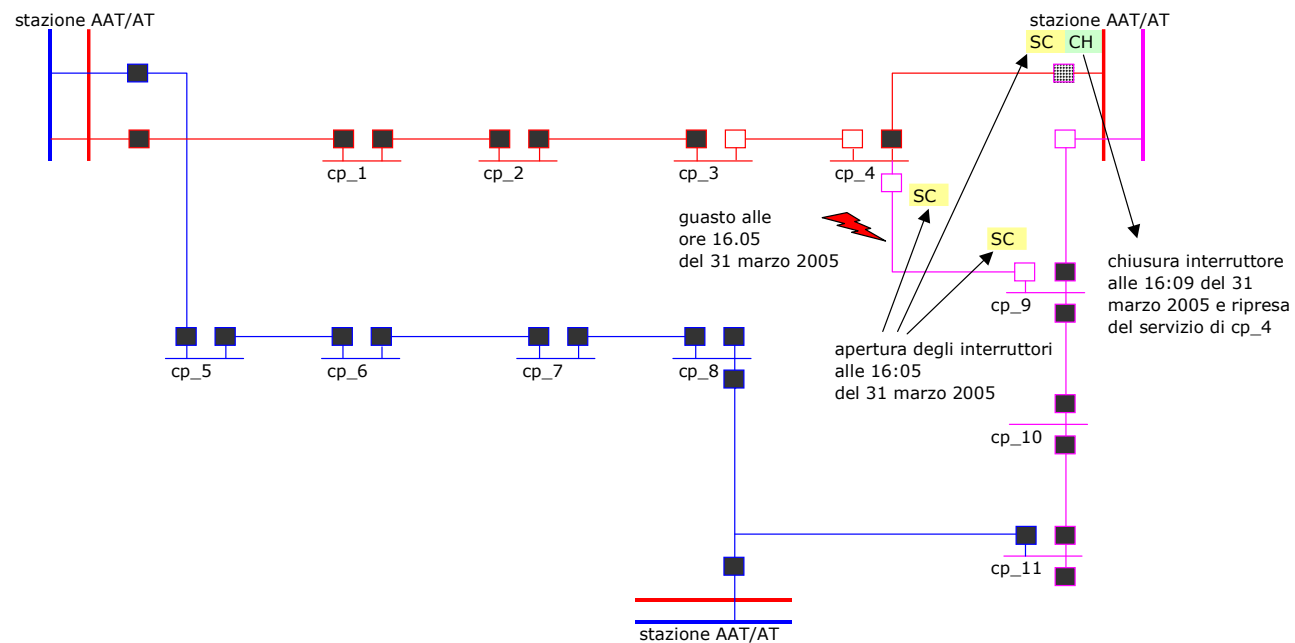 stazione AAT/AT
stazione AAT/AT
SC CH
cp_1
cp_2
cp_3
cp_4
SC
guasto alle
ore 16.05
del 31 marzo 2005
SC
chiusura interruttore
alle 16:09 del 31
marzo 2005 e ripresa
del servizio di cp_4
cp_9
apertura degli interruttori
alle 16:05
del 31 marzo 2005
cp_5
cp_6
cp_7
cp_8
cp_10
cp_11
stazione AAT/AT